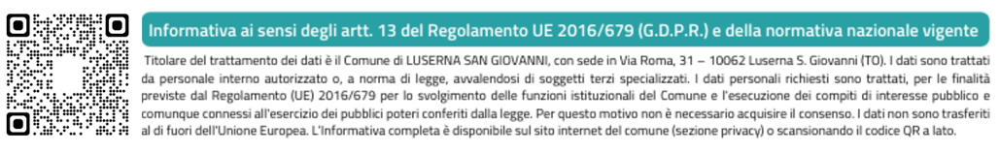 Informativa ai sensi degli artt. 13 del Regolamento UE 2016/679 (G.D.P.R.) e della normativa nazionale vigente
Titolare del trattamento dei dati è il Comune di LUSERNA SAN GIOVANNI, con sede in Via Roma, 31 – 10062 Luserna S. Giovanni (TO). I dati sono trattati
da personale interno autorizzato o, a norma di legge, avvalendosi di soggetti terzi specializzati. I dati personali richiesti sono trattati, per le finalità
previste dal Regolamento (UE) 2016/679 per lo svolgimento delle funzioni istituzionali del Comune e l'esecuzione dei compiti di interesse pubblico e
comunque connessi all'esercizio dei pubblici poteri conferiti dalla legge. Per questo motivo non è necessario acquisire il consenso. I dati non sono trasferiti
al di fuori dell'Unione Europea. L'Informativa completa è disponibile sul sito internet del comune (sezione privacy) o scansionando il codice QR a lato.